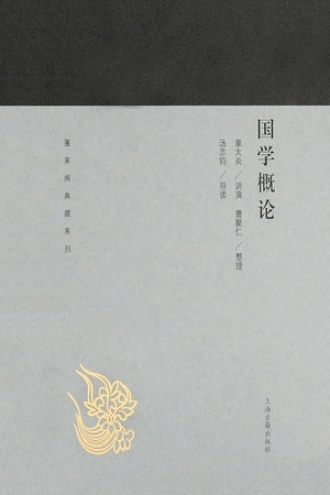 国学概论
章太炎／讲演 曹聚仁／整理
汤志钧／导读
蓬莱阁典藏系列
上海古籍出版社